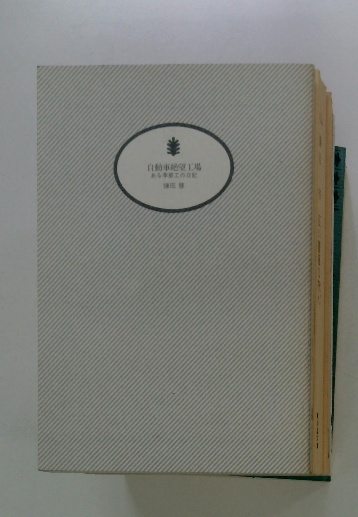 自動車絶望工場
ある季節工の日記
鎌田 慧